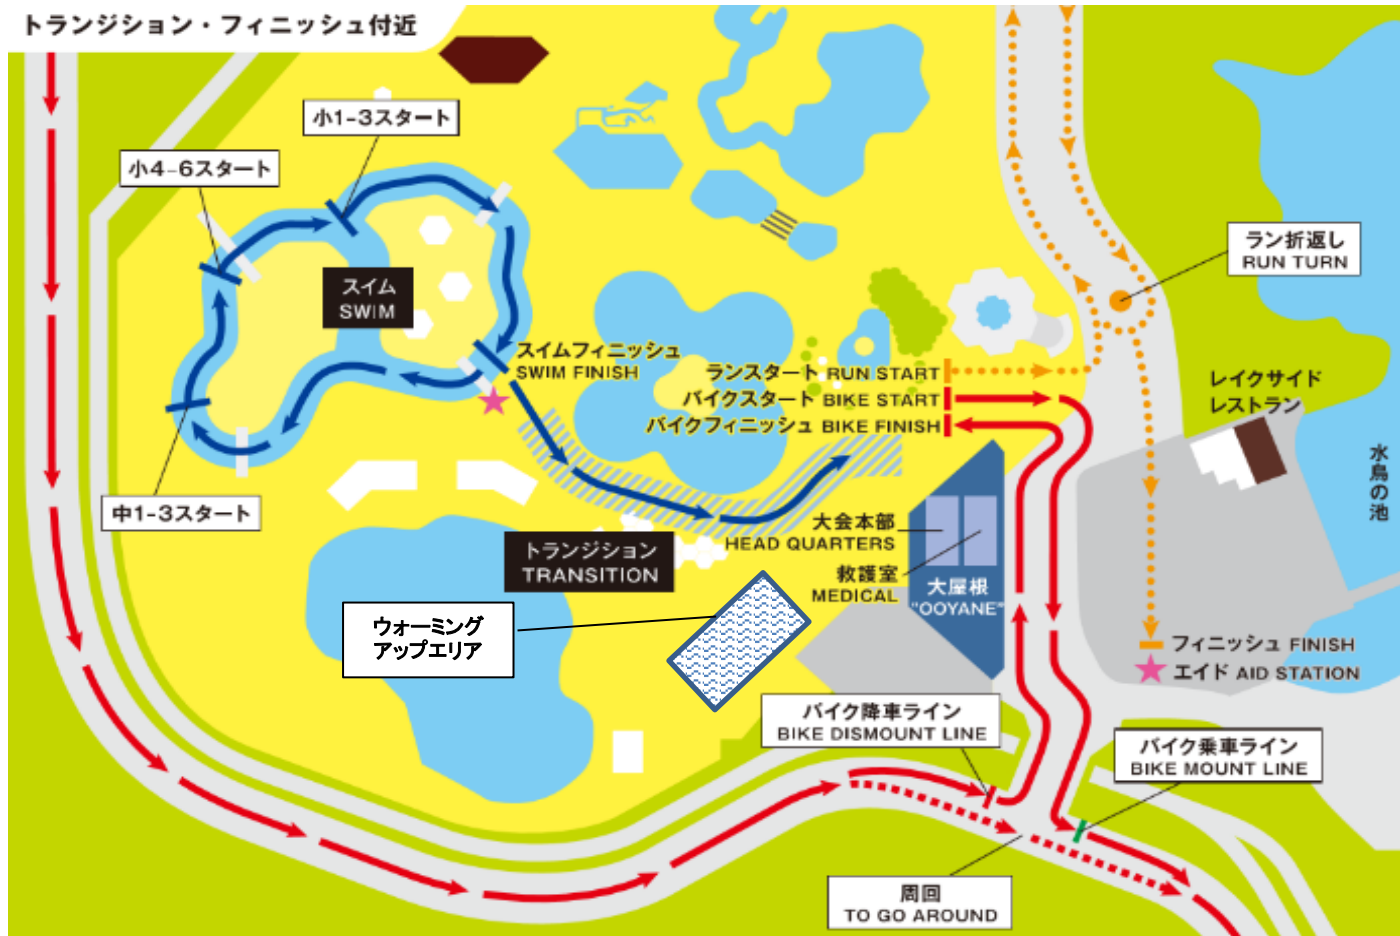 トランジション・フィニッシュ付近
小1-3スタート
小4-6スタート
スイム
SWIM
スイムフィニッシュ
SWIM FINISH
中1-3スタート
ラン折返し
RUN TURN
ランスタート RUN START
バイクスタート BIKE START
バイクフィニッシュ BIKE FINISH
レイクサイド
レストラン
水鳥の池
トランジション
TRANSITION
大会本部
HEAD QUARTERS
救護室
MEDICAL
大屋根
"OOYANE"
ウォーミング
アップエリア
フィニッシュ FINISH
エイド AID STATION
バイク降車ライン
BIKE DISMOUNT LINE
バイク乗車ライン
BIKE MOUNT LINE
周回
TO GO AROUND